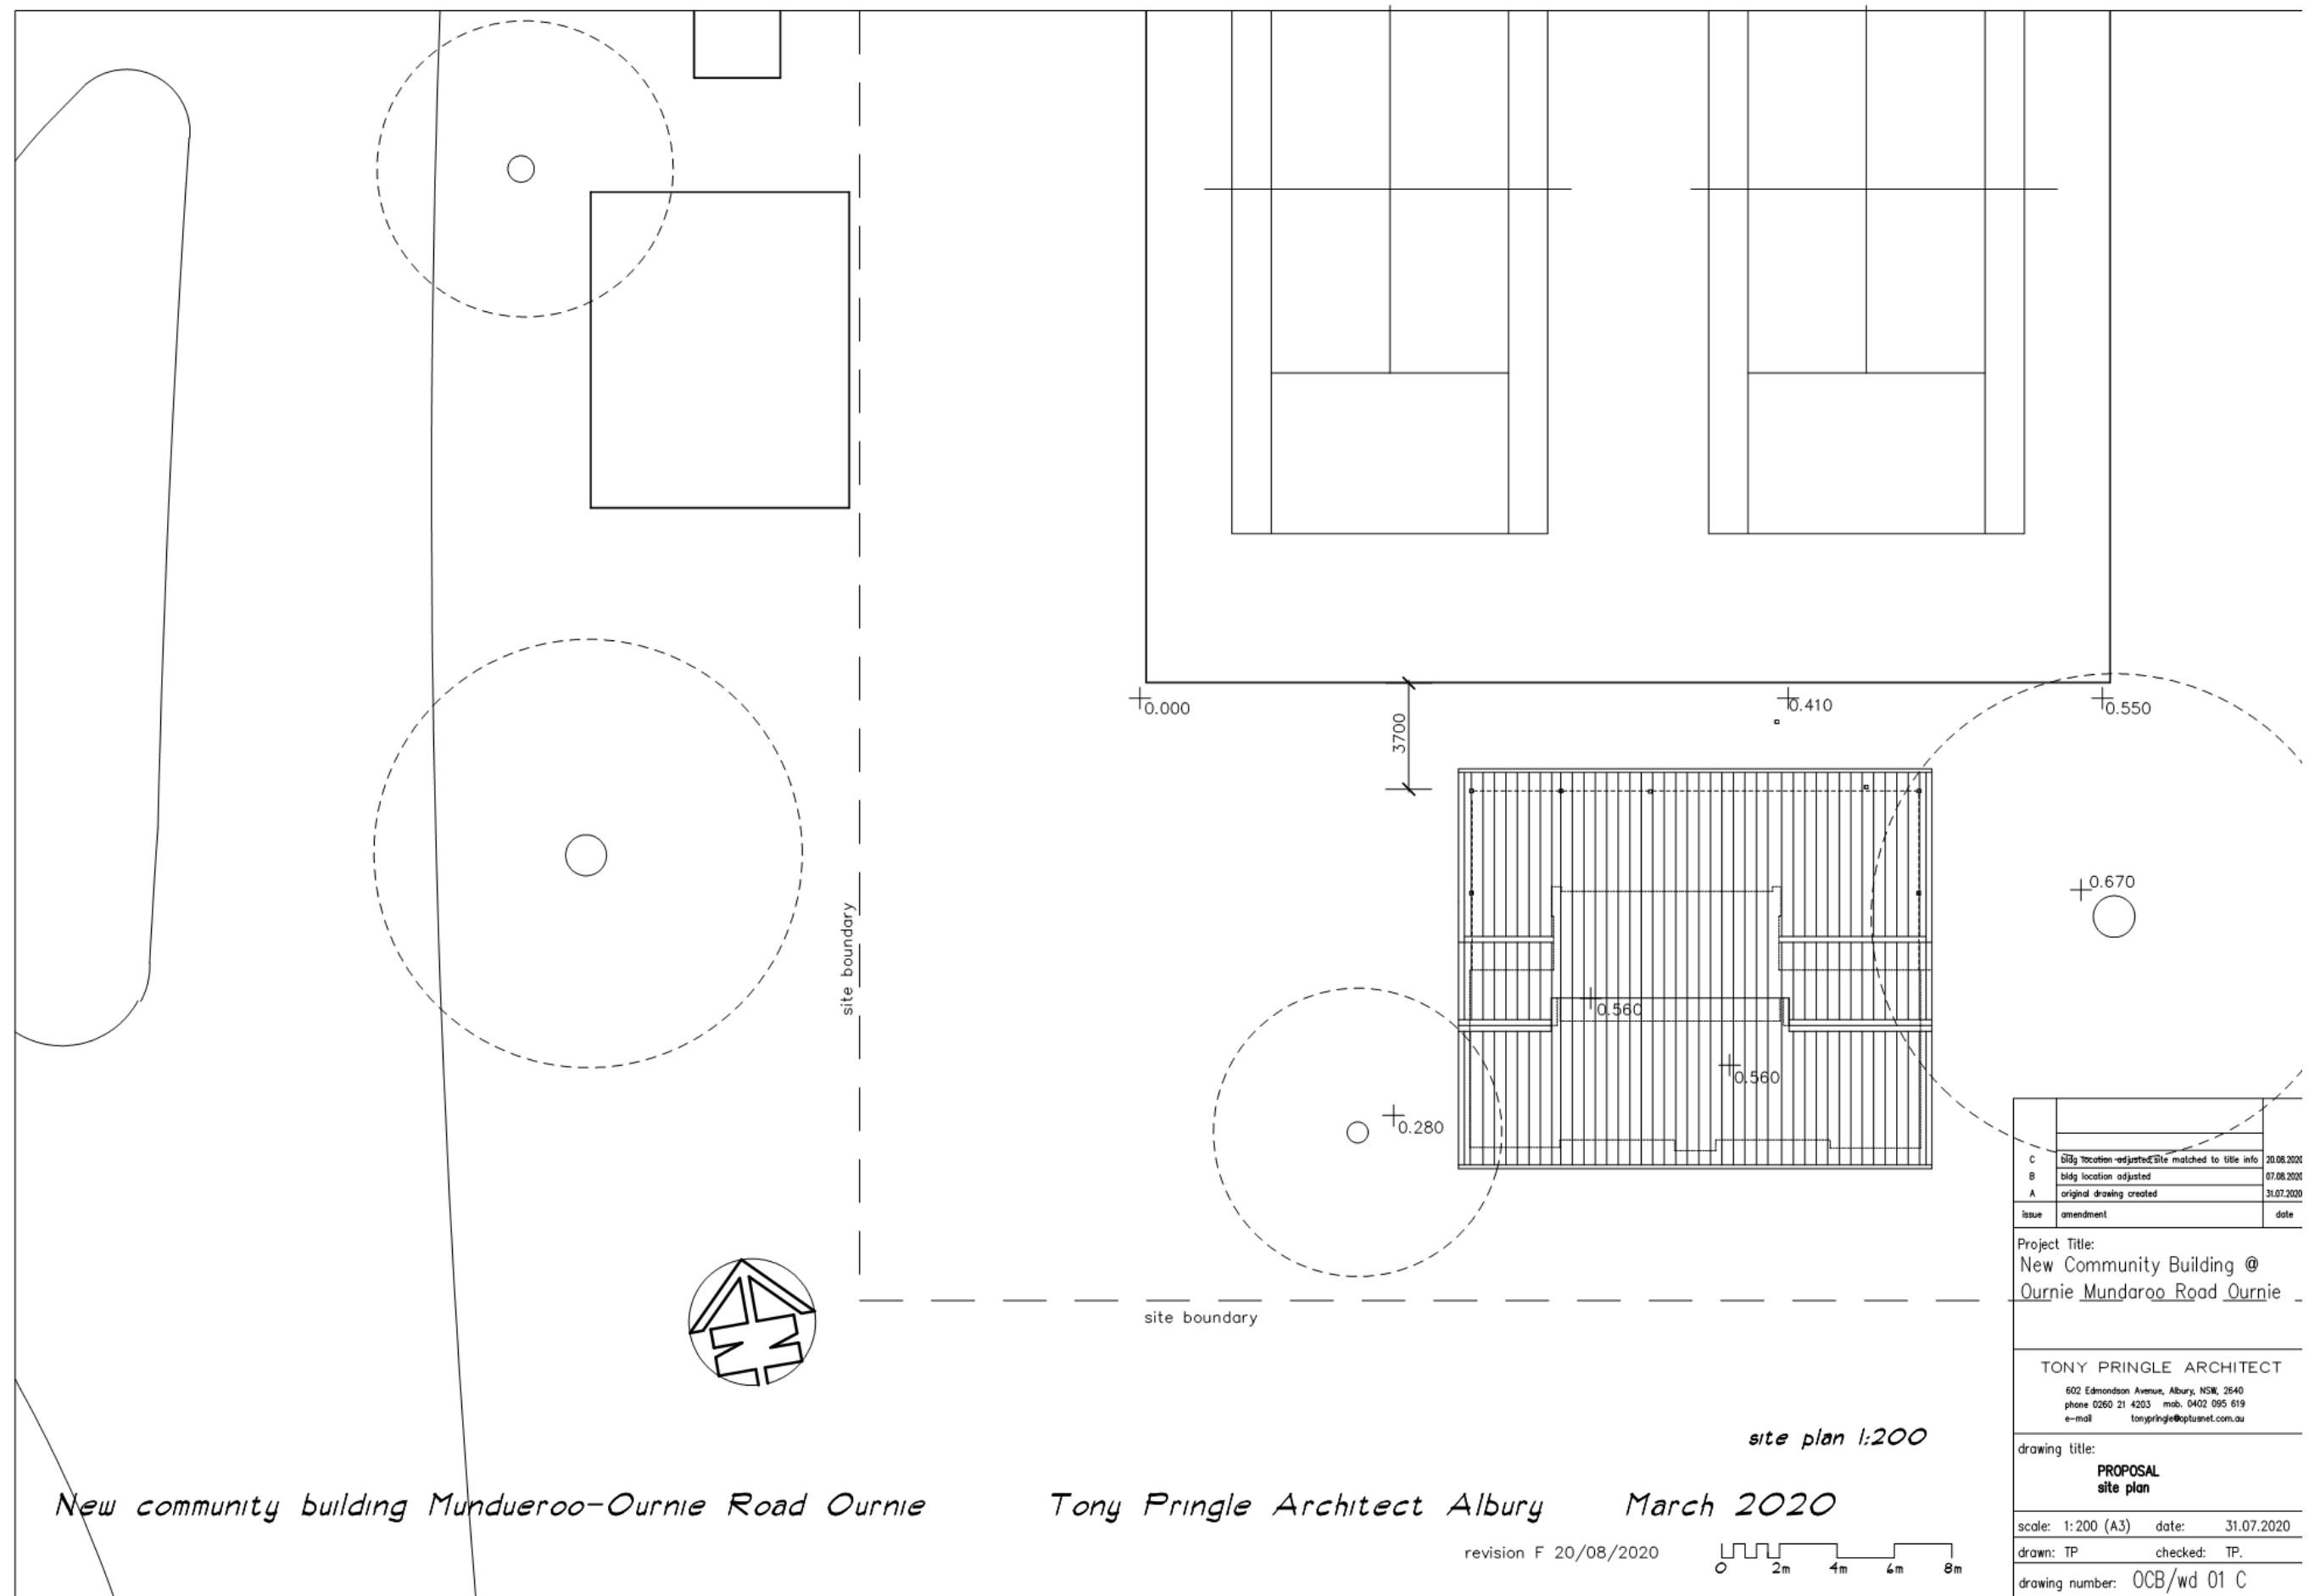 0.000
0.410
0.550
3700
0.670
site boundary
0.560
0.560
0.280
site boundary
C bldg location adjusted,site matched to title info 20.08.2020
B bldg location adjusted 07.08.2020
A original drawing created 31.07.2020
issue amendment date
Project Title:
New Community Building @
Ournie Mundaroo Road Ournie
TONY PRINGLE ARCHITECT
602 Edmondson Avenue, Albury, NSW, 2640
phone 0260 21 4203 mob. 0402 095 619
e-mail tonypringle@optusnet.com.au
drawing title:
PROPOSAL
site plan
scale: 1:200 (A3) date: 31.07.2020
drawn: TP checked: TP.
drawing number: OCB/wd 01 C
site plan 1:200
New community building Mundueroo-Ournie Road Ournie Tony Pringle Architect Albury March 2020
revision F 20/08/2020
0 2m 4m 6m 8m